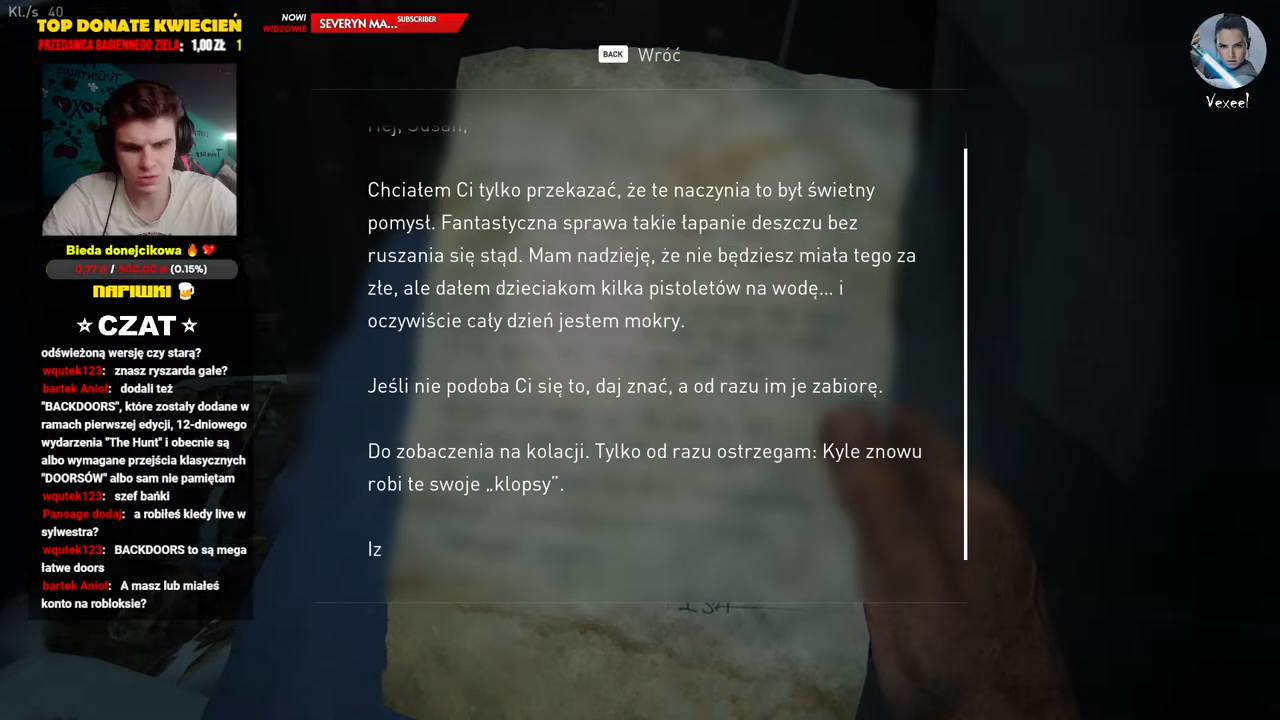 Kl./s 40
TOP DONATE KWIECIEŃ
PRZEDAWCA BAGIENNEGO ZIELA: 1,00 ZŁ 1
NOWI
WIDZOWIE
SEVERYN MA... SUBSCRIBER
BACK Wróć
Vexeel
Hej, Susan,
Chciałem Ci tylko przekazać, że te naczynia to był świetny
pomysł. Fantastyczna sprawa takie łapanie deszczu bez
ruszania się stąd. Mam nadzieję, że nie będziesz miała tego za
złe, ale dałem dzieciakom kilka pistoletów na wodę... i
oczywiście cały dzień jestem mokry.
Jeśli nie podoba Ci się to, daj znać, a od razu im je zabiorę.
Do zobaczenia na kolacji. Tylko od razu ostrzegam: Kyle znowu
robi te swoje „klopsy”.
Iz
Bieda donejcikowa 🔥 💖
0,77 zł / 500,00 zł (0.15%)
NAPIWKI 🍺
⭐ CZAT ⭐
odświeżoną wersję czy starą?
wqutek123: znasz ryszarda gałe?
bartek Anioł: dodali też
"BACKDOORS", które zostały dodane w
ramach pierwszej edycji, 12-dniowego
wydarzenia "The Hunt" i obecnie są
albo wymagane przejścia klasycznych
"DOORSÓW" albo sam nie pamiętam
wqutek123: szef bańki
Pansage dodaj: a robiłeś kiedy live w
sylwestra?
wqutek123: BACKDOORS to są mega
łatwe doors
bartek Anioł: A masz lub miałeś
konto na robloksie?